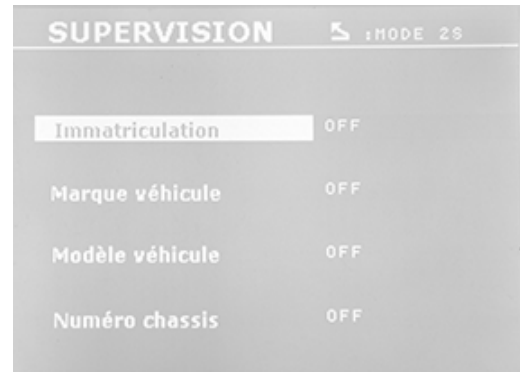 SUPERVISION :MODE 2S
Immatriculation OFF
Marque véhicule OFF
Modèle véhicule OFF
Numéro chassis OFF